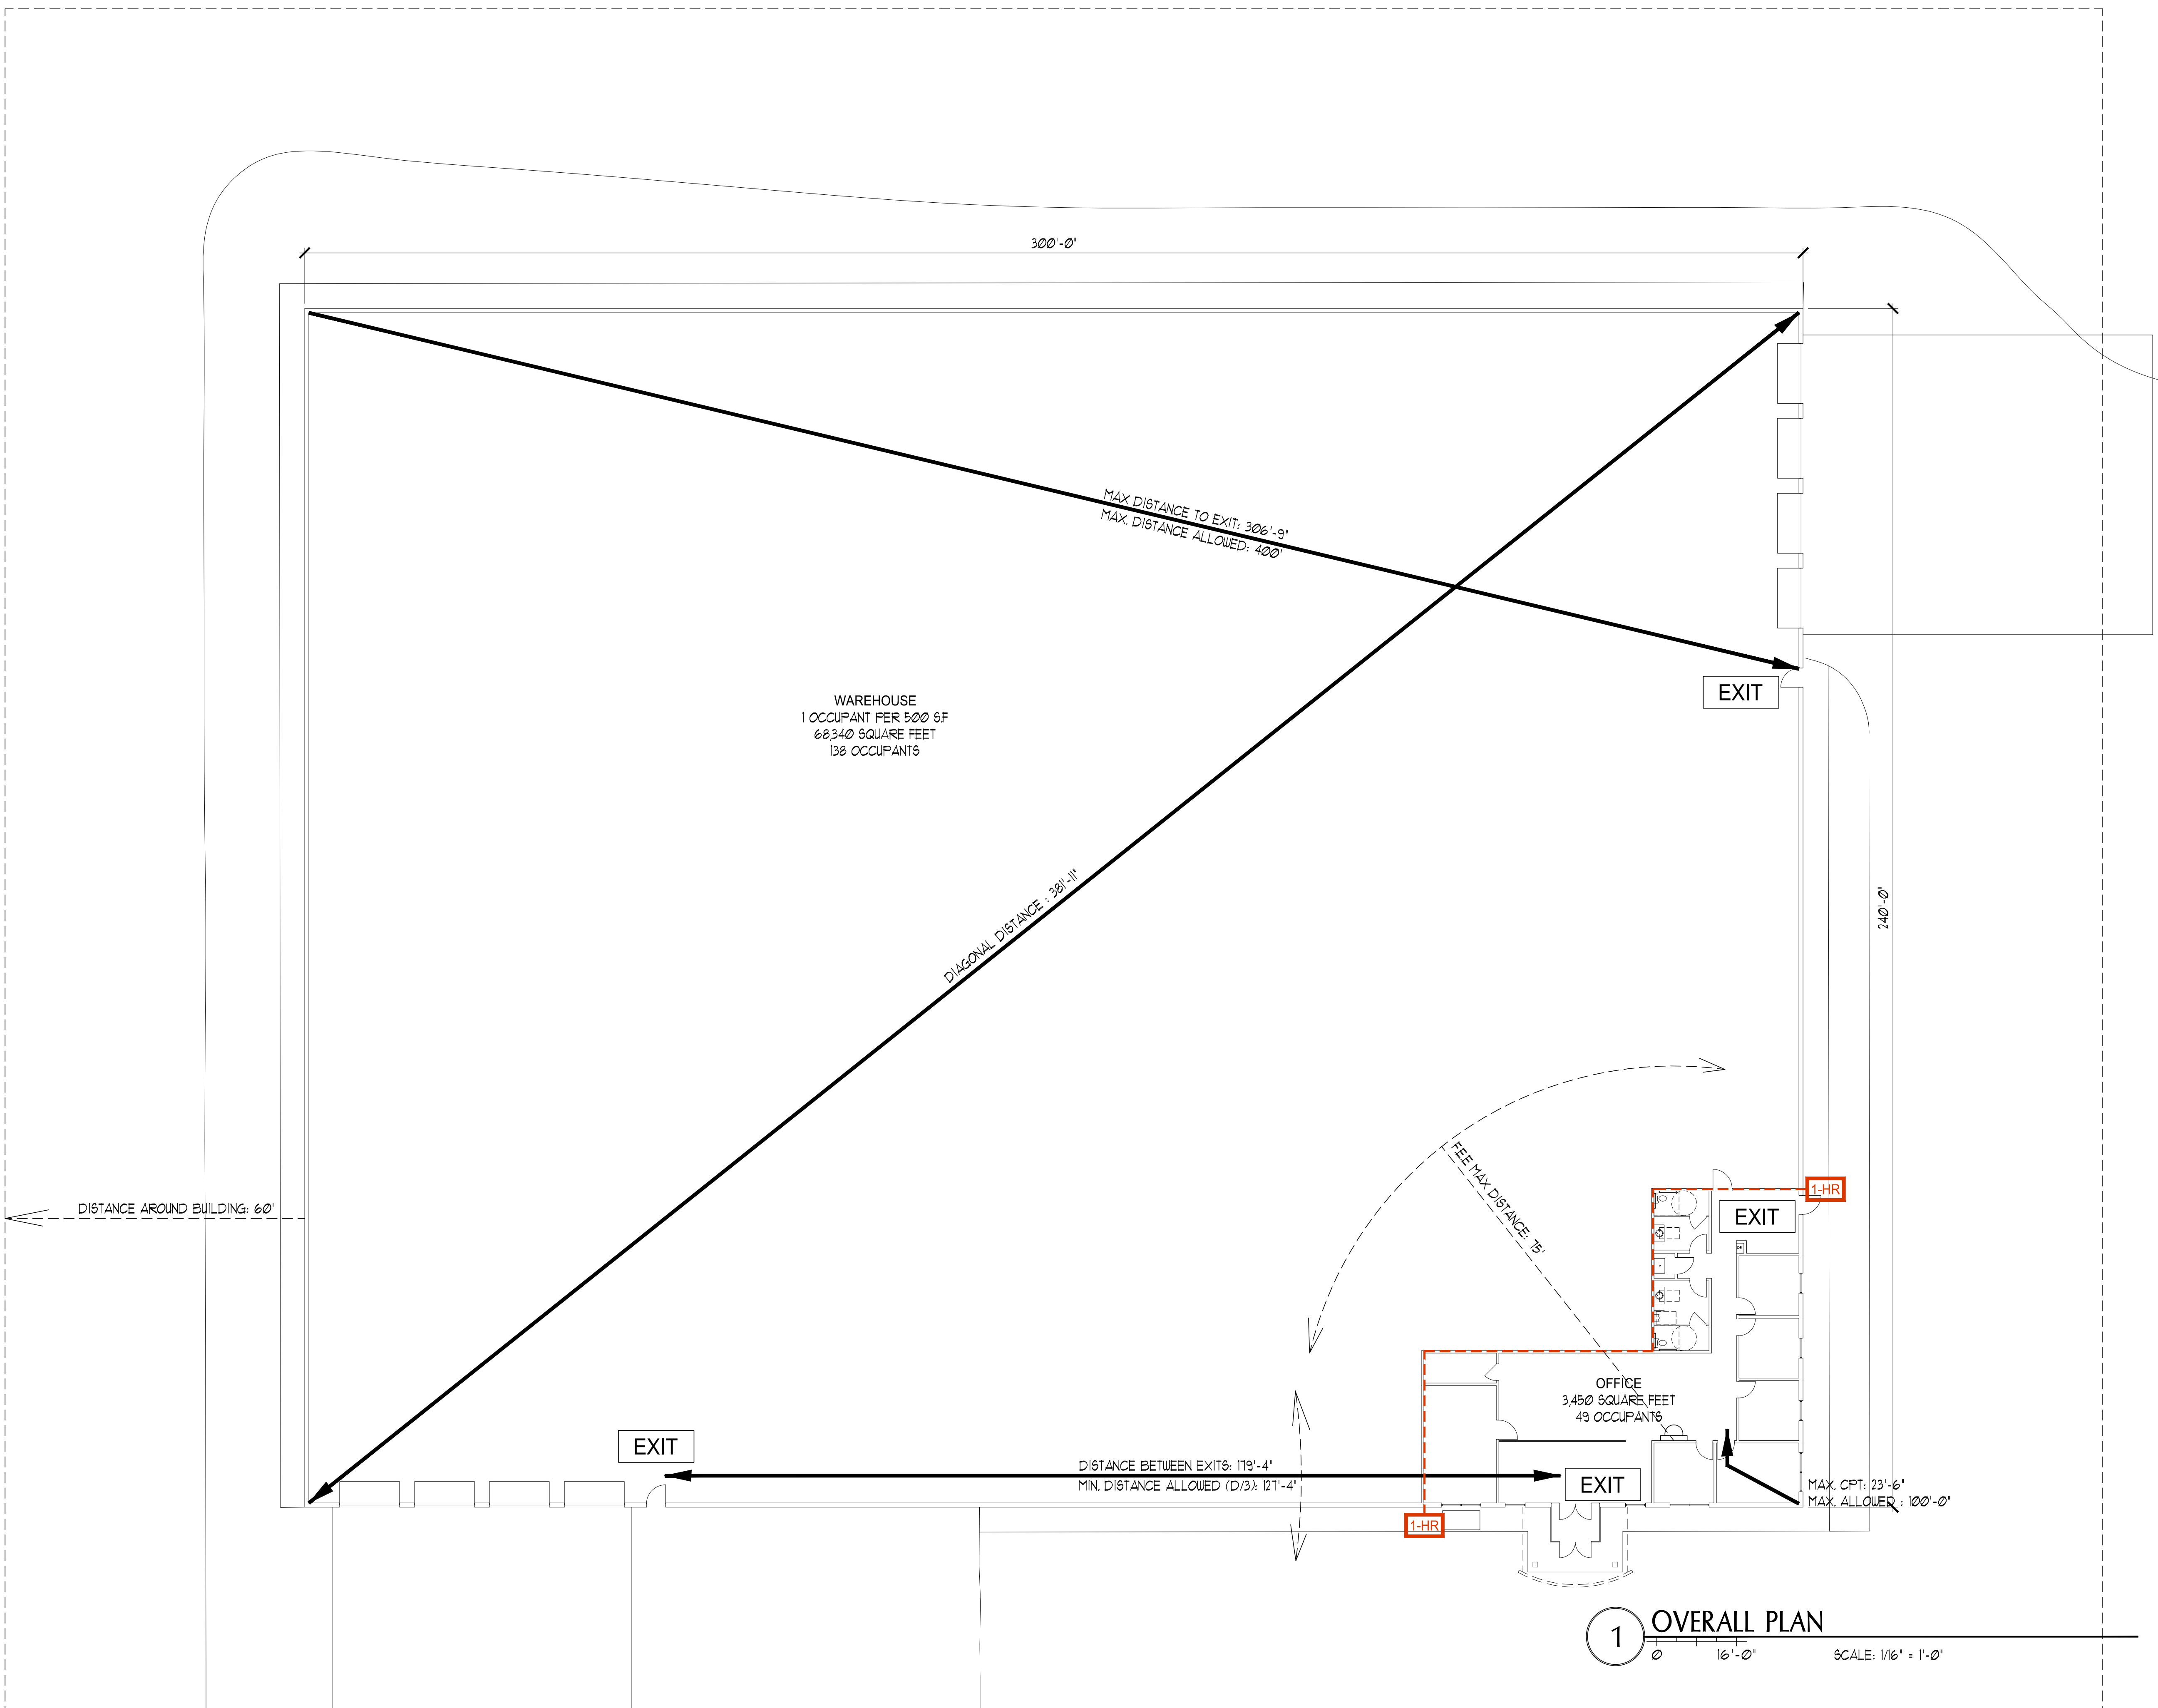 300'-0"
MAX DISTANCE TO EXIT: 306'-9"
MAX. DISTANCE ALLOWED: 400'
EXIT
WAREHOUSE
1 OCCUPANT PER 500 S.F
68,340 SQUARE FEET
138 OCCUPANTS
240'-0"
DIAGONAL DISTANCE : 381'-11"
FEE MAX DISTANCE: 75'
1-HR
DISTANCE AROUND BUILDING: 60'
EXIT
OFFICE
3,450 SQUARE FEET
49 OCCUPANTS
EXIT
DISTANCE BETWEEN EXITS: 179'-4"
MIN. DISTANCE ALLOWED (D/3): 127'-4"
EXIT
MAX. CPT: 23'-6"
MAX. ALLOWED : 100'-0"
1-HR
1
OVERALL PLAN
0 16'-0"
SCALE: 1/16" = 1'-0"